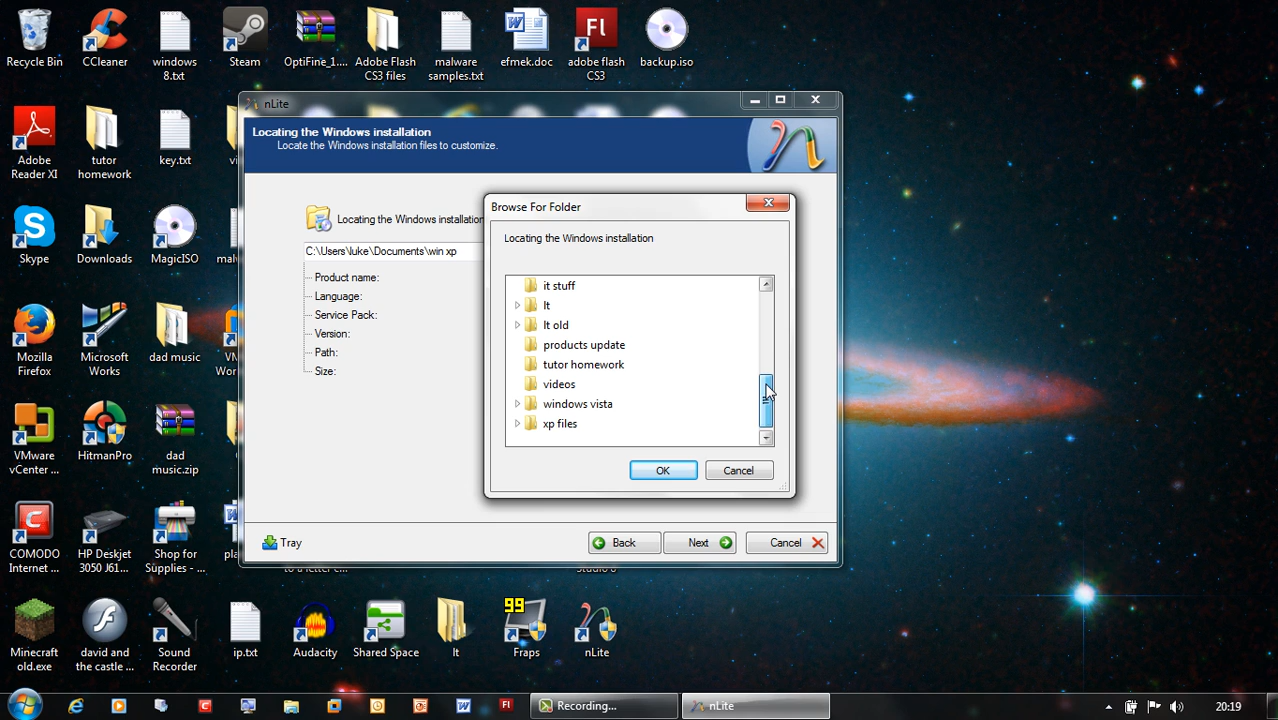 Recycle Bin
CCleaner
windows
8.txt
Steam
OptiFine_1....
Adobe Flash
CS3 files
malware
samples.txt
efmek.doc
adobe flash
CS3
backup.iso
Adobe
Reader XI
tutor
homework
key.txt
Skype
Downloads
MagicISO
Mozilla
Firefox
Microsoft
Works
dad music
VMware
vCenter ...
HitmanPro
dad
music.zip
COMODO
Internet ...
HP Deskjet
3050 J61...
Shop for
Supplies - ...
Minecraft
old.exe
david and
the castle ...
Sound
Recorder
ip.txt
Audacity
Shared Space
lt
99
Fraps
nLite
nLite
Locating the Windows installation
Locate the Windows installation files to customize.
Locating the Windows installation
C:\Users\luke\Documents\win xp
Product name:
Language:
Service Pack:
Version:
Path:
Size:
Browse For Folder
Locating the Windows installation
it stuff
lt
lt old
products update
tutor homework
videos
windows vista
xp files
OK
Cancel
Tray
Back
Next
Cancel
Recording...
nLite
20:19